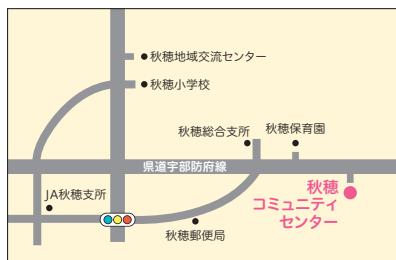 秋穂地域交流センター
秋穂小学校
秋穂総合支所
秋穂保育園
県道宇部防府線
JA秋穂支所
秋穂
コミュニティ
センター
秋穂郵便局